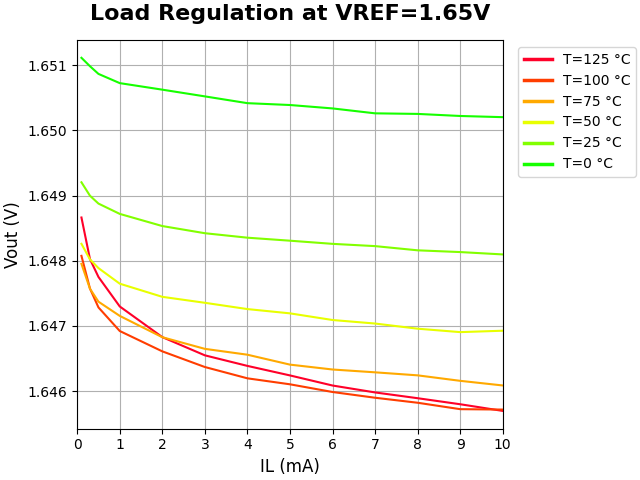 Load Regulation at VREF=1.65V
1.651
1.650
1.649
1.648
1.647
1.646
Vout (V)
0 1 2 3 4 5 6 7 8 9 10
IL (mA)
T=125 °C
T=100 °C
T=75 °C
T=50 °C
T=25 °C
T=0 °C